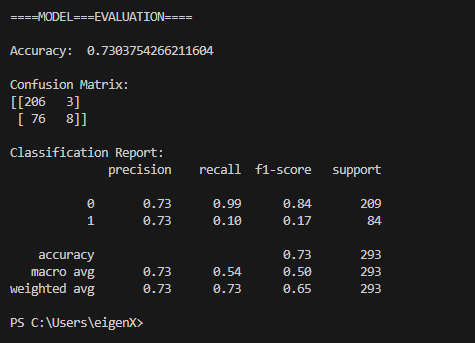 ====MODEL===EVALUATION====
Accuracy:  0.7303754266211604
Confusion Matrix:
[[206   3]
 [ 76   8]]
Classification Report:
              precision    recall  f1-score   support
           0       0.73      0.99      0.84       209
           1       0.73      0.10      0.17        84
    accuracy                           0.73       293
   macro avg       0.73      0.54      0.50       293
weighted avg       0.73      0.73      0.65       293
PS C:\Users\eigenX>